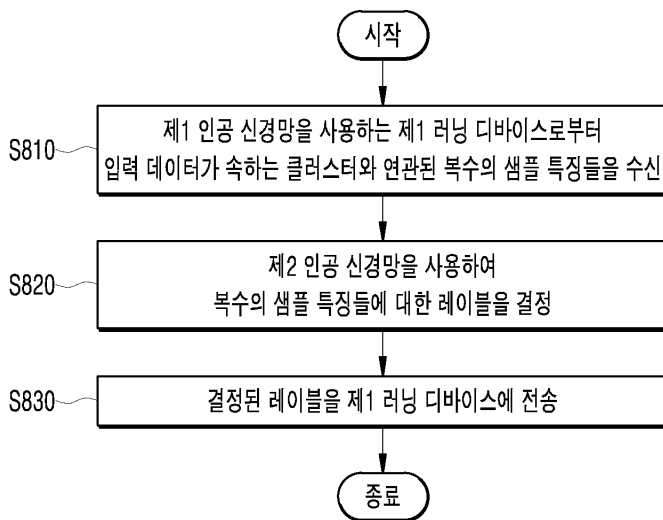 시작
S810
제1 인공 신경망을 사용하는 제1 러닝 디바이스로부터
입력 데이터가 속하는 클러스터와 연관된 복수의 샘플 특징들을 수신
S820
제2 인공 신경망을 사용하여
복수의 샘플 특징들에 대한 레이블을 결정
S830
결정된 레이블을 제1 러닝 디바이스에 전송
종료